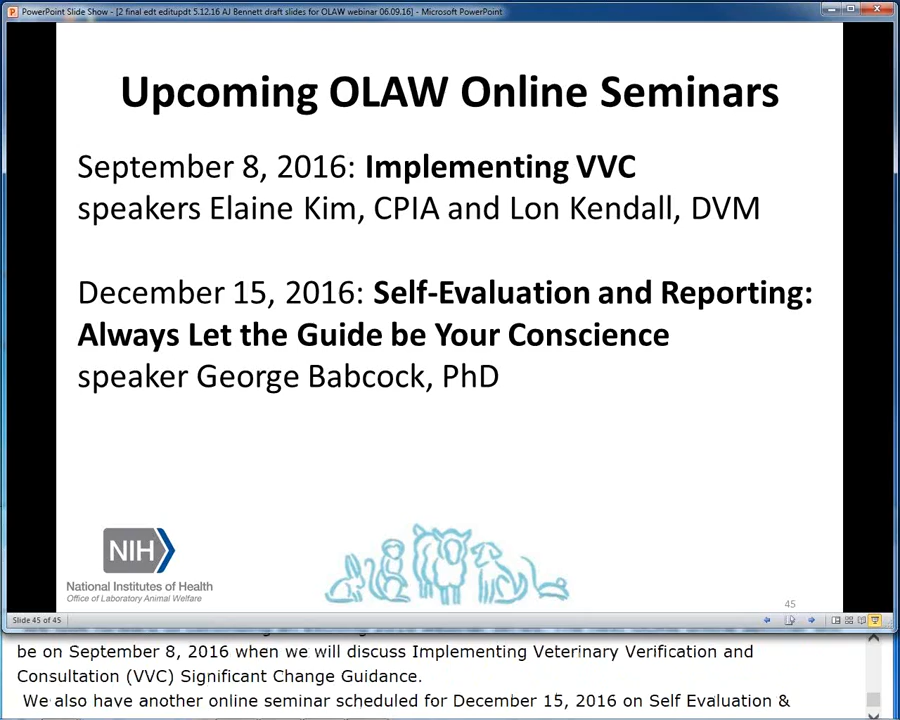 PowerPoint Slide Show - [2 final edt editupdt 5.12.16 AJ Bennett draft slides for OLAW webinar 06.09.16] - Microsoft PowerPoint
Upcoming OLAW Online Seminars
September 8, 2016: Implementing VVC
speakers Elaine Kim, CPIA and Lon Kendall, DVM
December 15, 2016: Self-Evaluation and Reporting:
Always Let the Guide be Your Conscience
speaker George Babcock, PhD
NIH
National Institutes of Health
Office of Laboratory Animal Welfare
45
Slide 45 of 45
be on September 8, 2016 when we will discuss Implementing Veterinary Verification and
Consultation (VVC) Significant Change Guidance.
We also have another online seminar scheduled for December 15, 2016 on Self Evaluation &